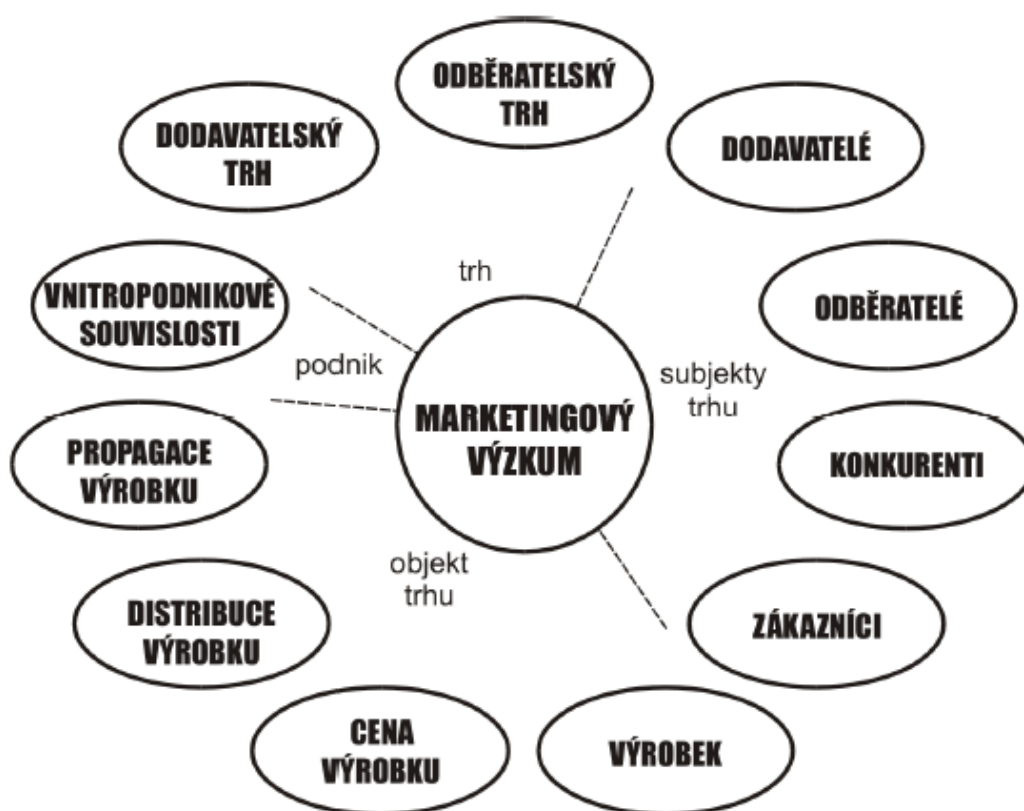 ODBĚRATELSKÝ
TRH
DODAVATELSKÝ
TRH
DODAVATELÉ
VNITROPODNIKOVÉ
SOUVISLOSTI
trh
ODBĚRATELÉ
podnik
subjekty
trhu
MARKETINGOVÝ
VÝZKUM
PROPAGACE
VÝROBKU
KONKURENTI
objekt
trhu
DISTRIBUCE
VÝROBKU
ZÁKAZNÍCI
CENA
VÝROBKU
VÝROBEK